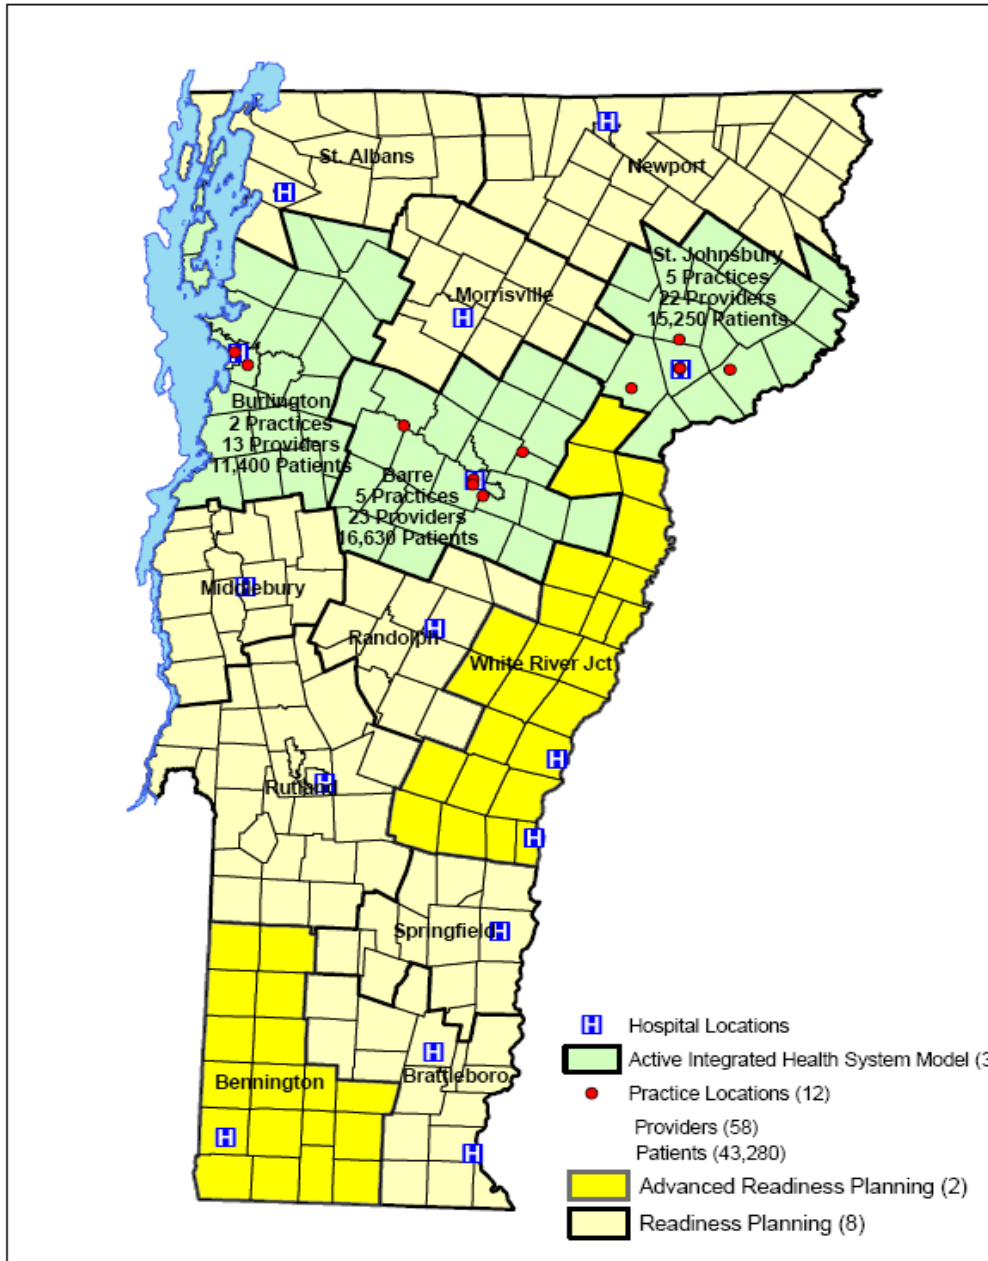 St. Albans
Newport
St. Johnsbury
5 Practices
22 Providers
15,250 Patients
Morrisville
Burlington
2 Practices
13 Providers
11,400 Patients
Barre
5 Practices
23 Providers
16,630 Patients
Middlebury
Randolph
White River Jct
Rutland
Springfield
Brattleboro
Bennington
H
H
H
H
H
H
H
H
H
H
H
H
H
H
H Hospital Locations
Active Integrated Health System Model (3
Practice Locations (12)
Providers (58)
Patients (43,280)
Advanced Readiness Planning (2)
Readiness Planning (8)